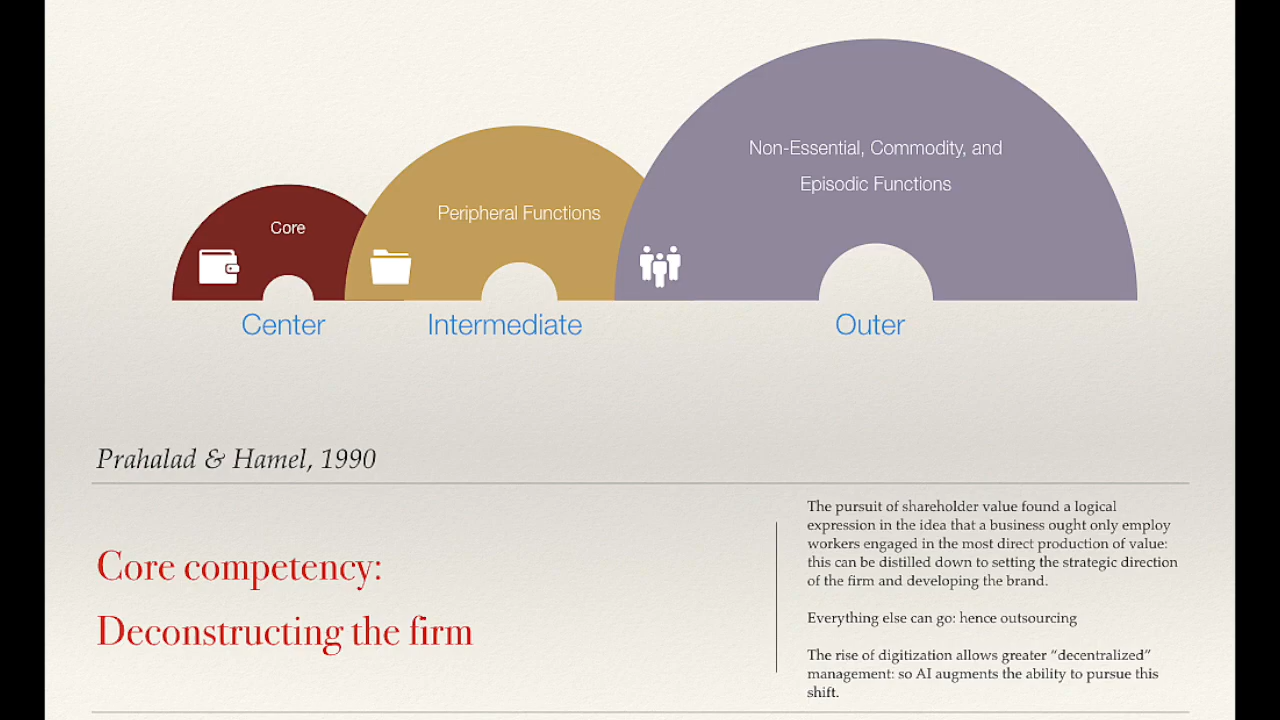 Non-Essential, Commodity, and
Episodic Functions
Peripheral Functions
Core
Center
Intermediate
Outer
Prahalad & Hamel, 1990
Core competency:
Deconstructing the firm
The pursuit of shareholder value found a logical
expression in the idea that a business ought only employ
workers engaged in the most direct production of value:
this can be distilled down to setting the strategic direction
of the firm and developing the brand.
Everything else can go: hence outsourcing
The rise of digitization allows greater “decentralized”
management: so AI augments the ability to pursue this
shift.